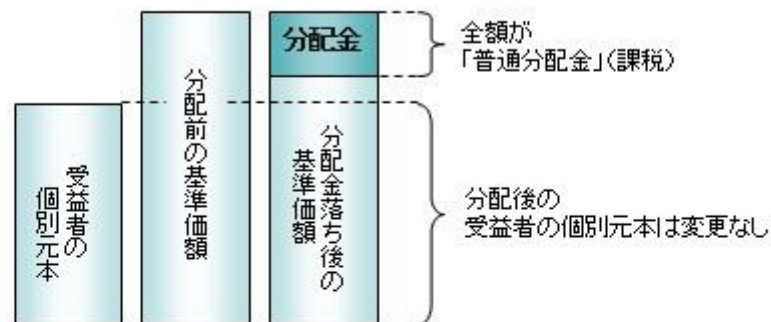 受益者の
個別元本
分配前の基準価額
分配金
分配金落ち後の
基準価額
全額が
「普通分配金」(課税)
分配後の
受益者の個別元本は変更なし